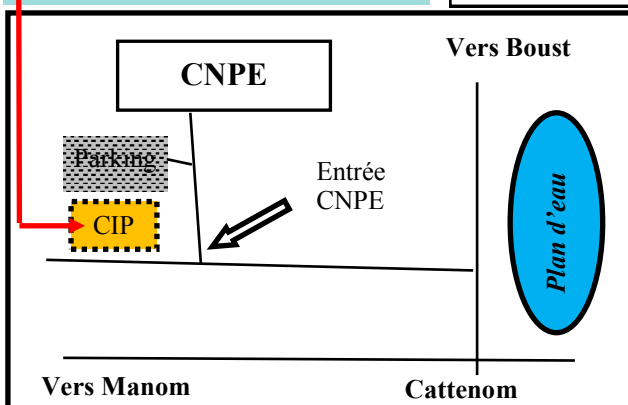 Vers Boust
CNPE
Parking
Entrée
CNPE
CIP
Plan d'eau
Vers Manom
Cattenom